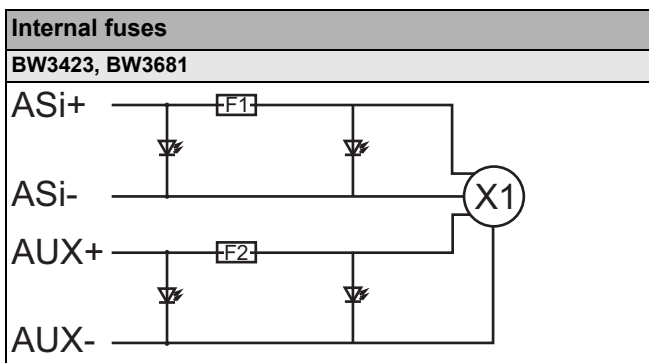 Internal fuses
BW3423, BW3681
ASi+
F1
ASi-
X1
AUX+
F2
AUX-